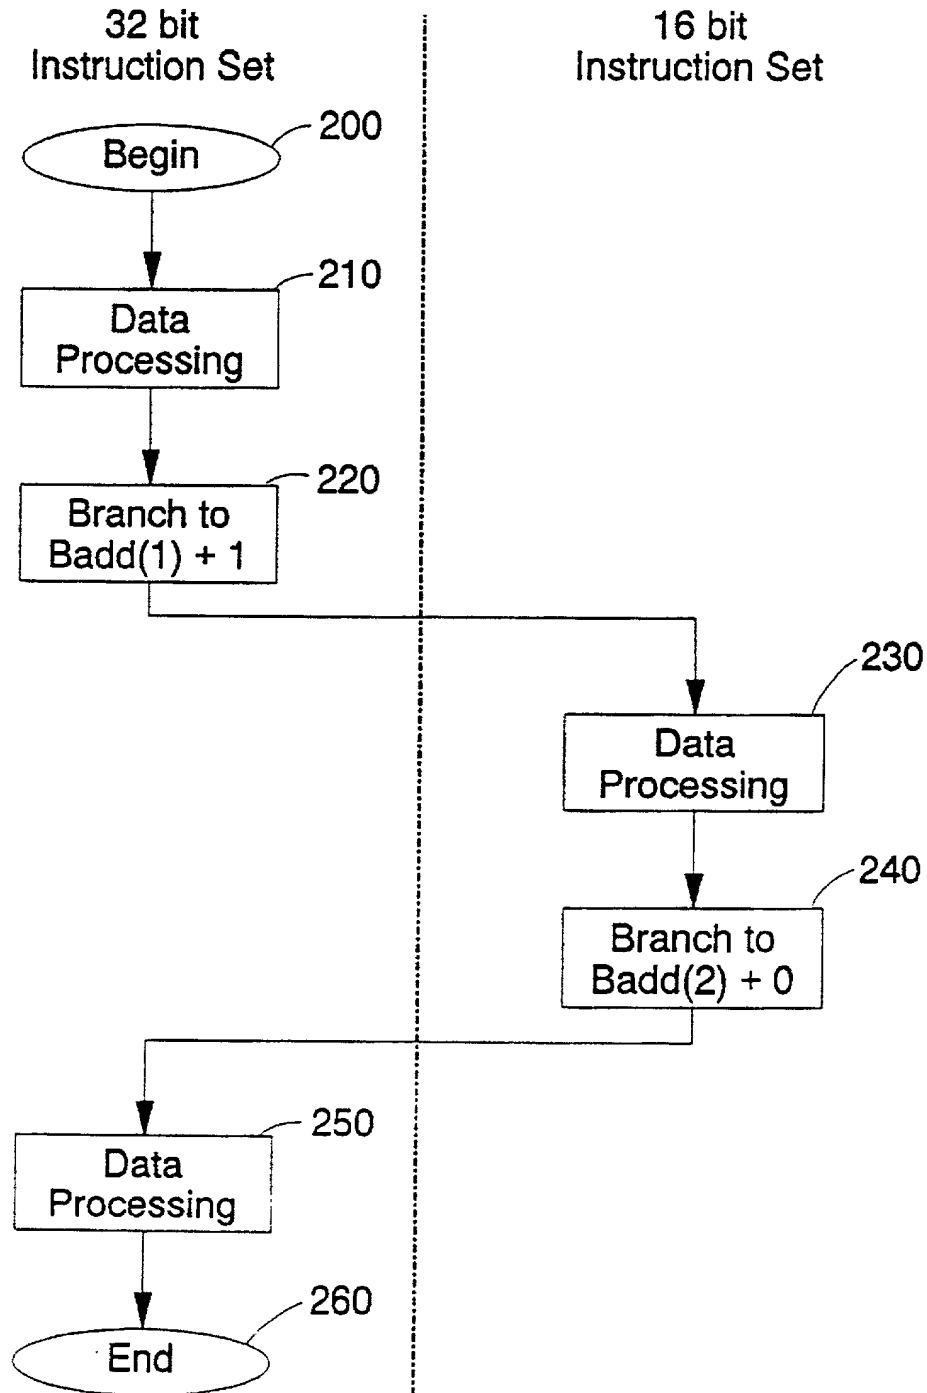 32 bit
Instruction Set
16 bit
Instruction Set
Begin
200
210
Data
Processing
220
Branch to
Badd(1) + 1
230
Data
Processing
240
Branch to
Badd(2) + 0
250
Data
Processing
260
End